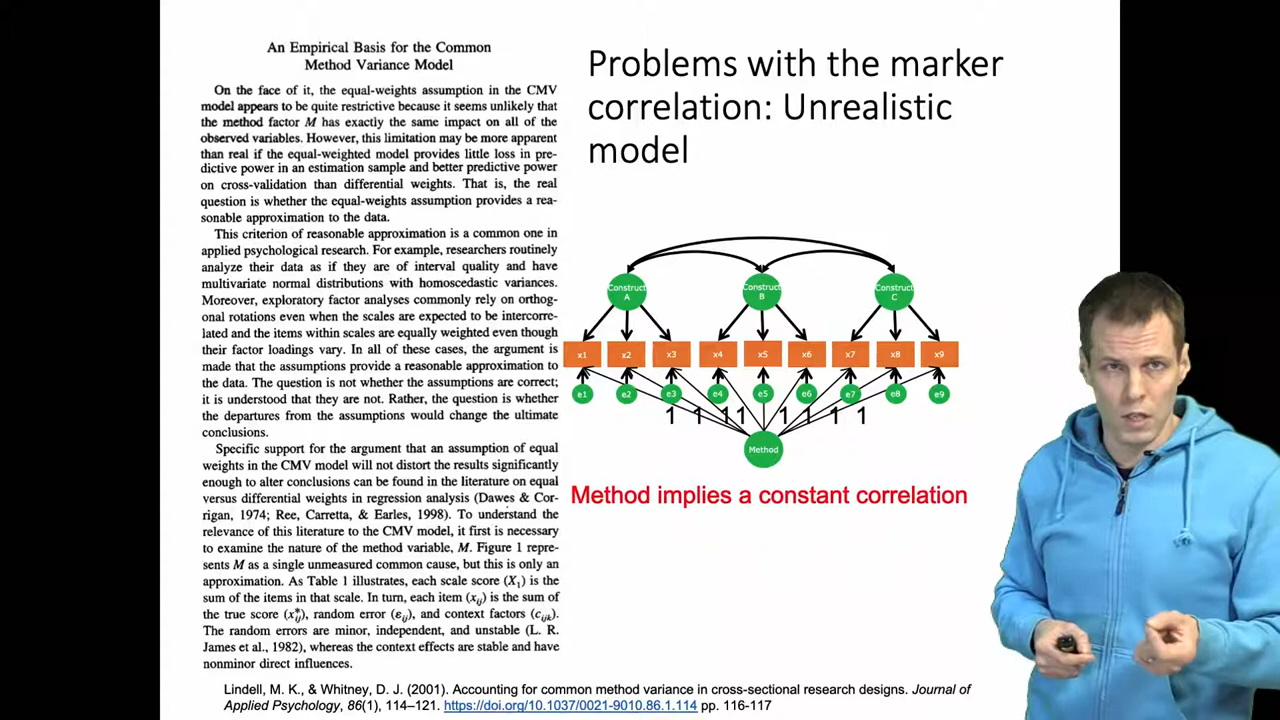 An Empirical Basis for the Common
Method Variance Model
On the face of it, the equal-weights assumption in the CMV
model appears to be quite restrictive because it seems unlikely that
the method factor M has exactly the same impact on all of the
observed variables. However, this limitation may be more apparent
than real if the equal-weighted model provides little loss in pre-
dictive power in an estimation sample and better predictive power
on cross-validation than differential weights. That is, the real
question is whether the equal-weights assumption provides a rea-
sonable approximation to the data.
This criterion of reasonable approximation is a common one in
applied psychological research. For example, researchers routinely
analyze their data as if they are of interval quality and have
multivariate normal distributions with homoscedastic variances.
Moreover, exploratory factor analyses commonly rely on orthog-
onal rotations even when the scales are expected to be intercorre-
lated and the items within scales are equally weighted even though
their factor loadings vary. In all of these cases, the argument is
made that the assumptions provide a reasonable approximation to
the data. The question is not whether the assumptions are correct;
it is understood that they are not. Rather, the question is whether
the departures from the assumptions would change the ultimate
conclusions.
Specific support for the argument that an assumption of equal
weights in the CMV model will not distort the results significantly
enough to alter conclusions can be found in the literature on equal
versus differential weights in regression analysis (Dawes & Cor-
rigan, 1974; Ree, Carretta, & Earles, 1998). To understand the
relevance of this literature to the CMV model, it first is necessary
to examine the nature of the method variable, M. Figure 1 repre-
sents M as a single unmeasured common cause, but this is only an
approximation. As Table 1 illustrates, each scale score (X₁) is the
sum of the items in that scale. In turn, each item (xᵢⱼ) is the sum of
the true score (x*ᵢⱼ), random error (εᵢⱼ), and context factors (cᵢⱼₖ).
The random errors are minor, independent, and unstable (L. R.
James et al., 1982), whereas the context effects are stable and have
nonminor direct influences.
Problems with the marker
correlation: Unrealistic
model
Construct A Construct B Construct C
x1 x2 x3 x4 x5 x6 x7 x8 x9
e1 e2 e3 e4 e5 e6 e7 e8 e9
1 1 1 1 1 1 1 1
Method
Method implies a constant correlation
Lindell, M. K., & Whitney, D. J. (2001). Accounting for common method variance in cross-sectional research designs. Journal of
Applied Psychology, 86(1), 114–121. https://doi.org/10.1037/0021-9010.86.1.114 pp. 116-117